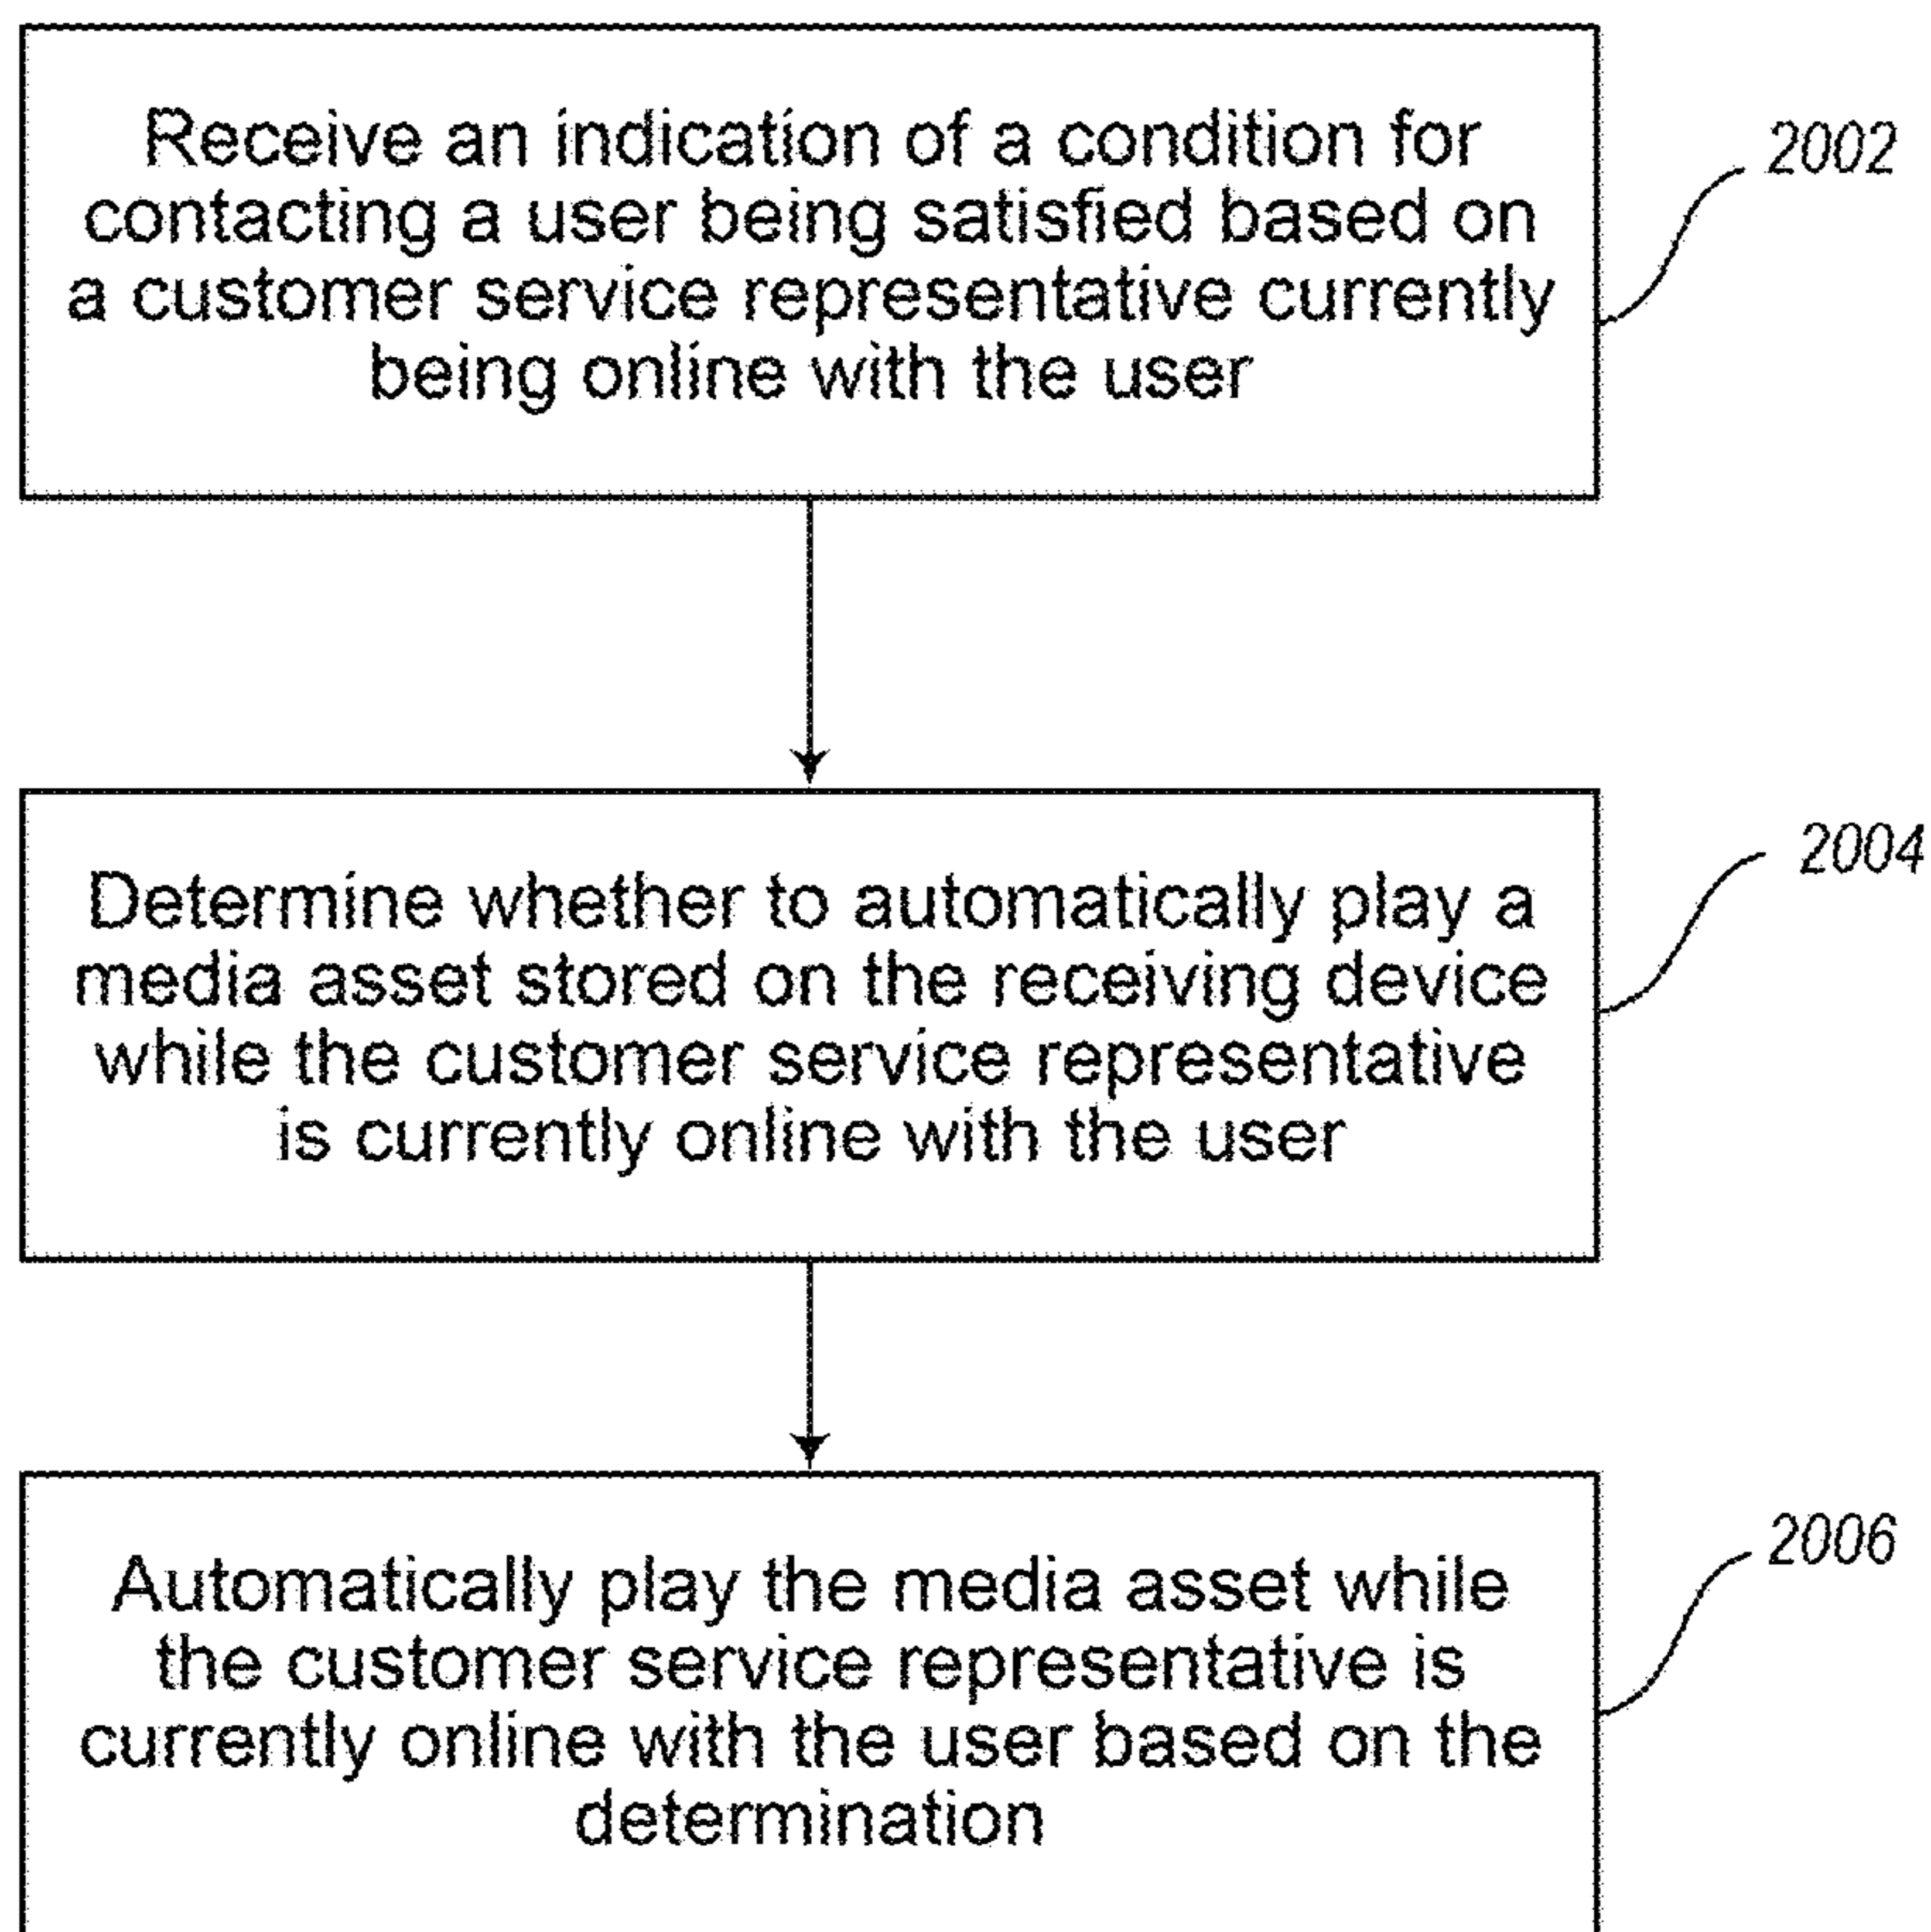 Receive an indication of a condition for
contacting a user being satisfied based on
a customer service representative currently
being online with the user
2002
Determine whether to automatically play a
media asset stored on the receiving device
while the customer service representative
is currently online with the user
2004
Automatically play the media asset while
the customer service representative is
currently online with the user based on the
determination
2006